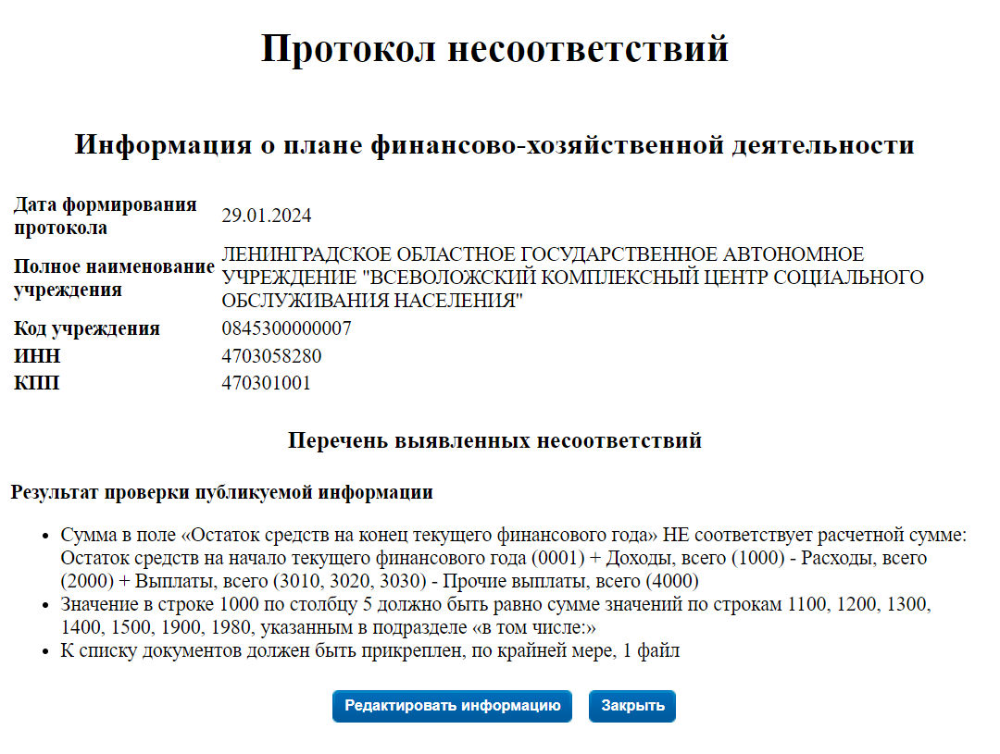 Протокол несоответствий
Информация о плане финансово-хозяйственной деятельности
Дата формирования
протокола
29.01.2024
Полное наименование
учреждения
ЛЕНИНГРАДСКОЕ ОБЛАСТНОЕ ГОСУДАРСТВЕННОЕ АВТОНОМНОЕ
УЧРЕЖДЕНИЕ "ВСЕВОЛОЖСКИЙ КОМПЛЕКСНЫЙ ЦЕНТР СОЦИАЛЬНОГО
ОБСЛУЖИВАНИЯ НАСЕЛЕНИЯ"
Код учреждения 0845300000007
ИНН 4703058280
КПП 470301001
Перечень выявленных несоответствий
Результат проверки публикуемой информации
• Сумма в поле «Остаток средств на конец текущего финансового года» НЕ соответствует расчетной сумме:
Остаток средств на начало текущего финансового года (0001) + Доходы, всего (1000) - Расходы, всего
(2000) + Выплаты, всего (3010, 3020, 3030) - Прочие выплаты, всего (4000)
• Значение в строке 1000 по столбцу 5 должно быть равно сумме значений по строкам 1100, 1200, 1300,
1400, 1500, 1900, 1980, указанным в подразделе «в том числе:»
• К списку документов должен быть прикреплен, по крайней мере, 1 файл
Редактировать информацию Закрыть